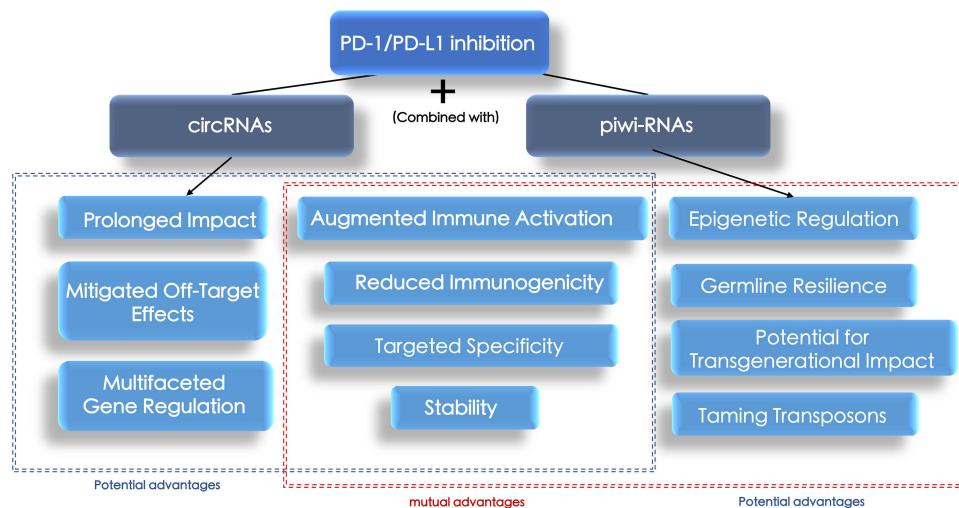 PD-1/PD-L1 inhibition
+
(Combined with)
circRNAs
piwi-RNAs
Prolonged Impact
Mitigated Off-Target
Effects
Multifaceted
Gene Regulation
Augmented Immune Activation
Reduced Immunogenicity
Targeted Specificity
Stability
Epigenetic Regulation
Germline Resilience
Potential for
Transgenerational Impact
Taming Transposons
Potential advantages
mutual advantages
Potential advantages